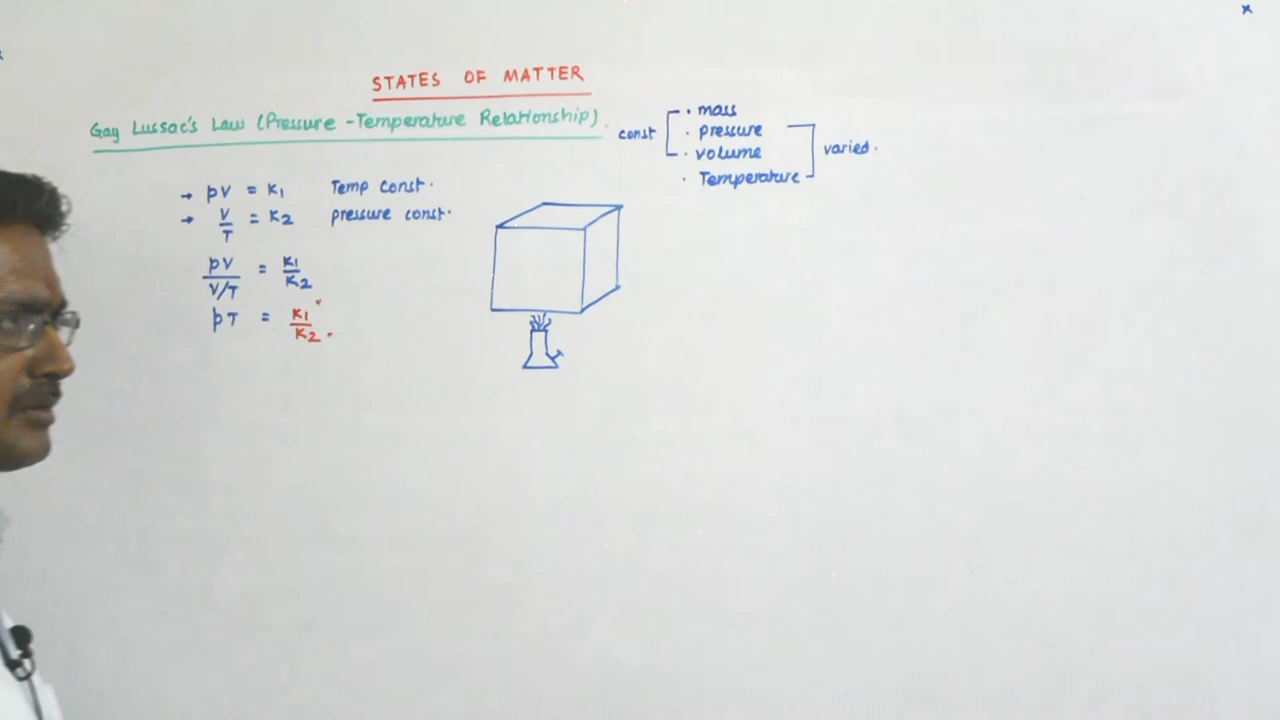 STATES OF MATTER
Gay Lussac's Law (Pressure -Temperature Relationship).
const
· mass
· pressure
· volume
· Temperature
varied.
→ pV = K1 Temp const.
→ V/T = K2 pressure const.
pV / V/T = K1/K2
pT = K1/K2.